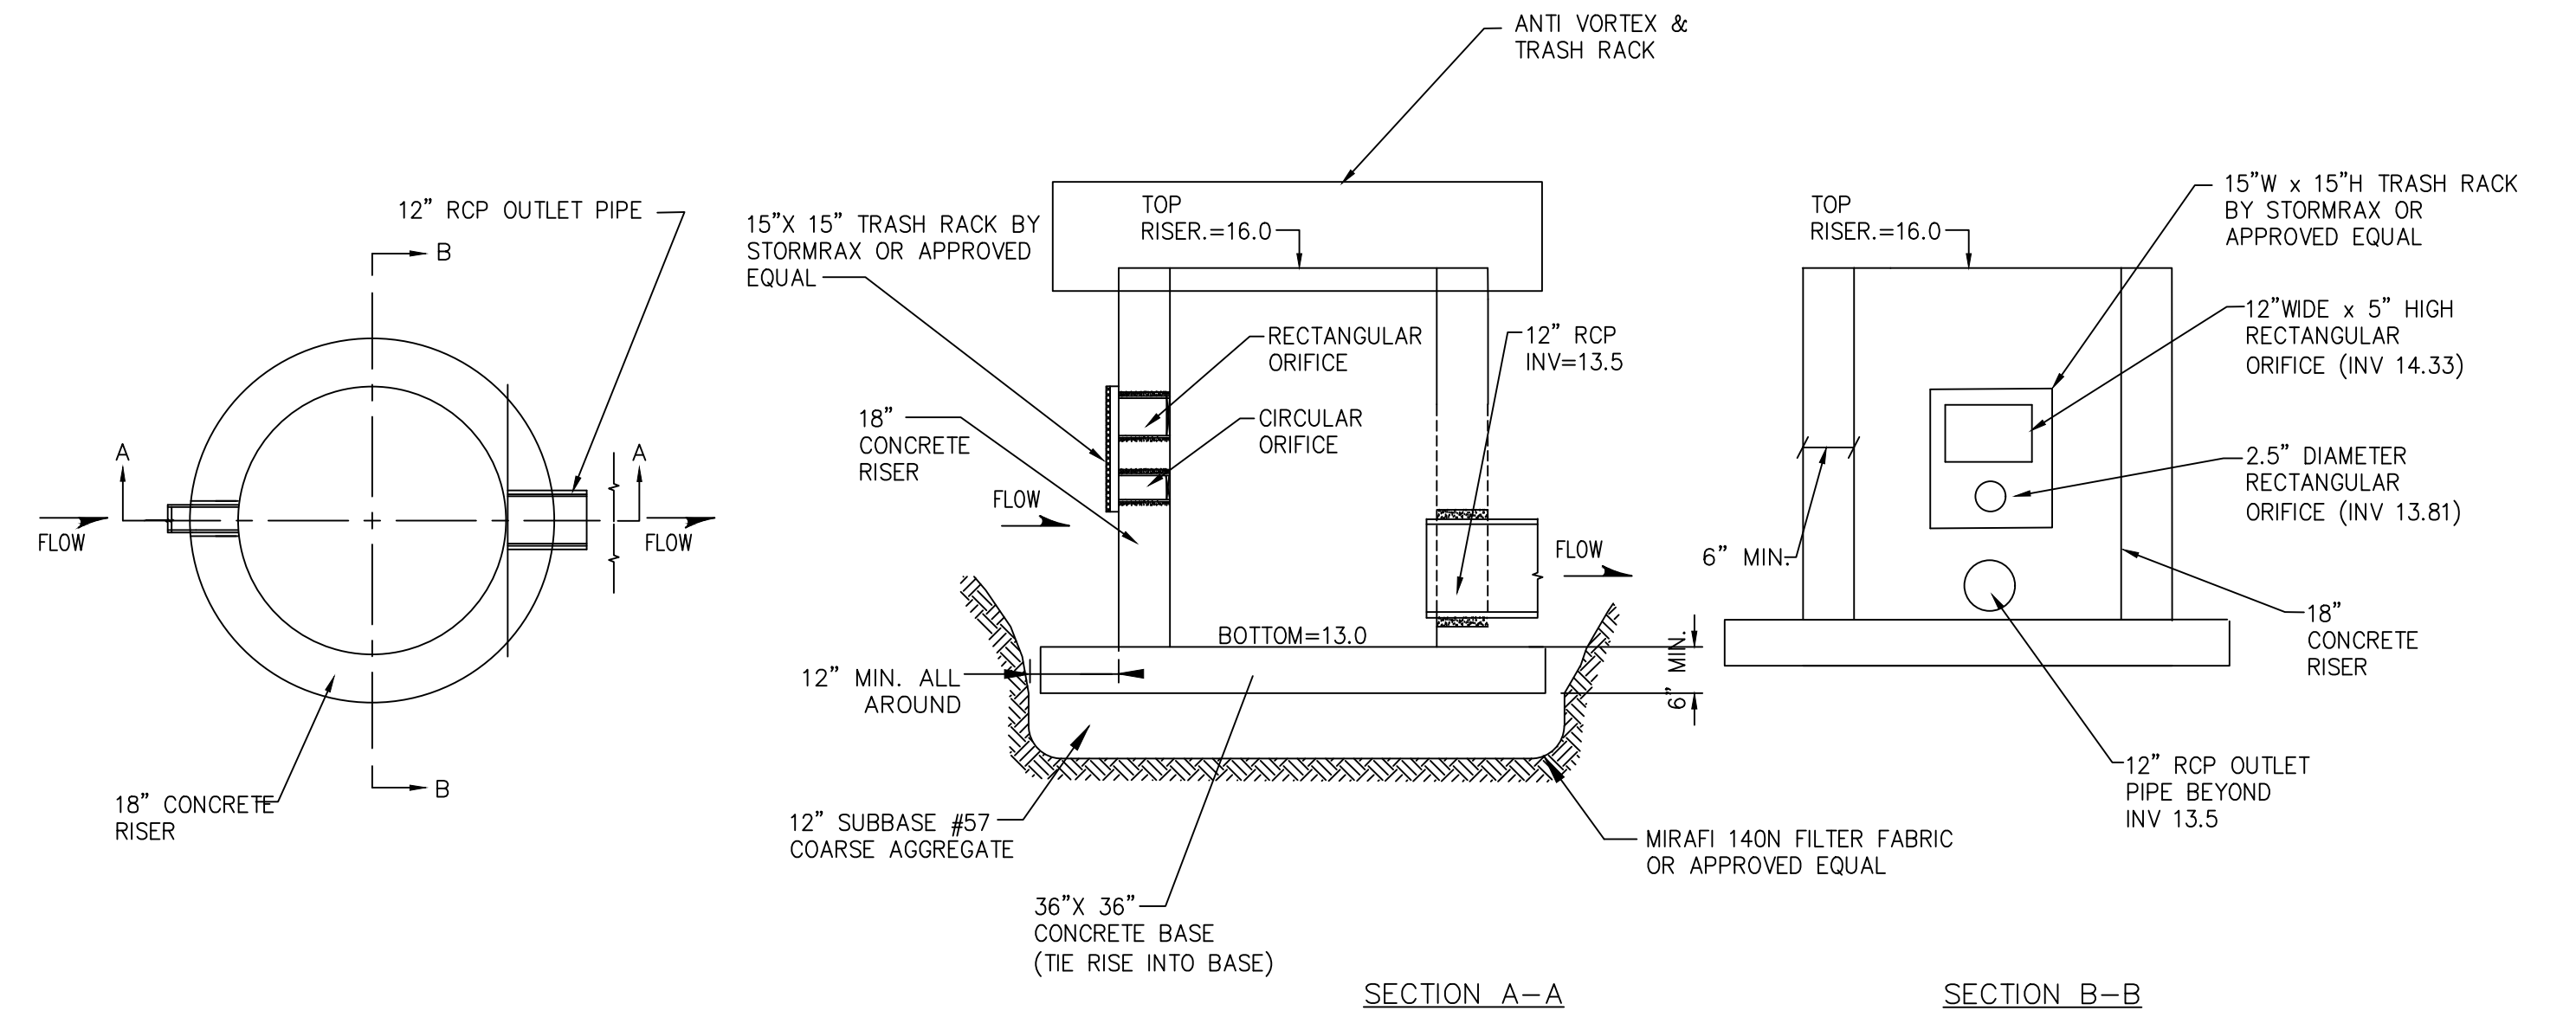 12” RCP OUTLET PIPE
B
A
A
FLOW
FLOW
B
18” CONCRETE
RISER
ANTI VORTEX &
TRASH RACK
TOP
RISER.=16.0
15”X 15” TRASH RACK BY
STORMRAX OR APPROVED
EQUAL
RECTANGULAR
ORIFICE
12” RCP
INV=13.5
18”
CONCRETE
RISER
CIRCULAR
ORIFICE
FLOW
FLOW
BOTTOM=13.0
6” MIN.
12” MIN. ALL
AROUND
12” SUBBASE #57
COARSE AGGREGATE
MIRAFI 140N FILTER FABRIC
OR APPROVED EQUAL
36”X 36”
CONCRETE BASE
(TIE RISE INTO BASE)
SECTION A–A
TOP
RISER.=16.0
15”W x 15”H TRASH RACK
BY STORMRAX OR
APPROVED EQUAL
12”WIDE x 5” HIGH
RECTANGULAR
ORIFICE (INV 14.33)
2.5” DIAMETER
RECTANGULAR
ORIFICE (INV 13.81)
6” MIN.
18”
CONCRETE
RISER
12” RCP OUTLET
PIPE BEYOND
INV 13.5
SECTION B–B